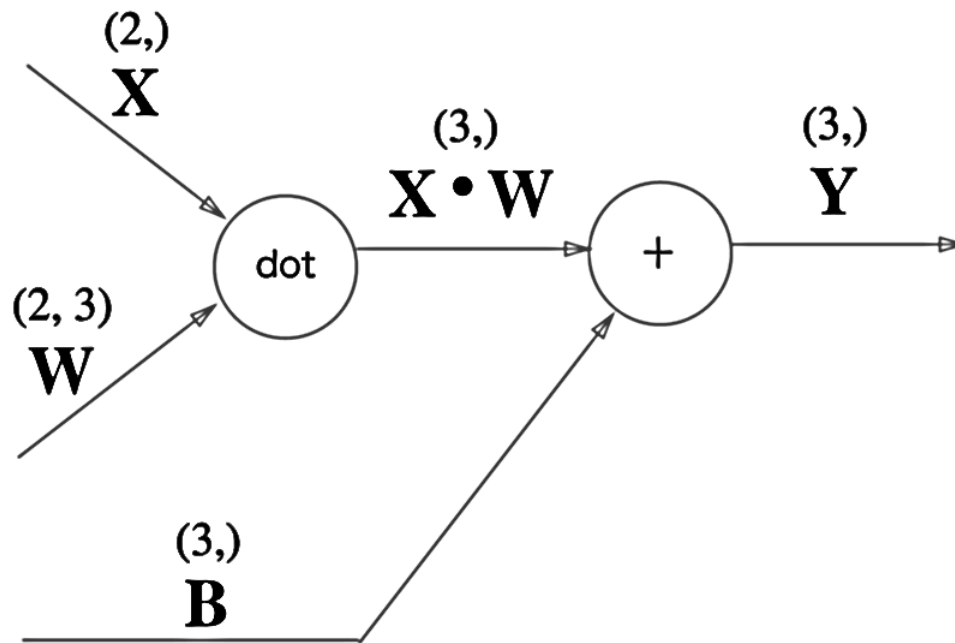 (2,)
X
(3,)
X • W
(3,)
Y
dot
+
(2, 3)
W
(3,)
B